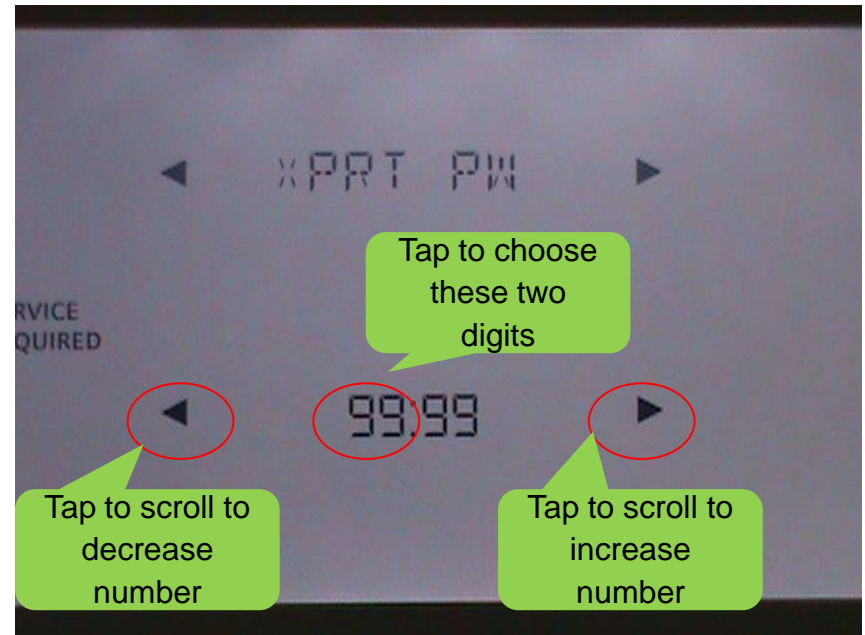 ◀ XPRT PW ▶
Tap to choose
these two
digits
RVICE
QUIRED
◀ 99:99 ▶
Tap to scroll to
decrease
number
Tap to scroll to
increase
number